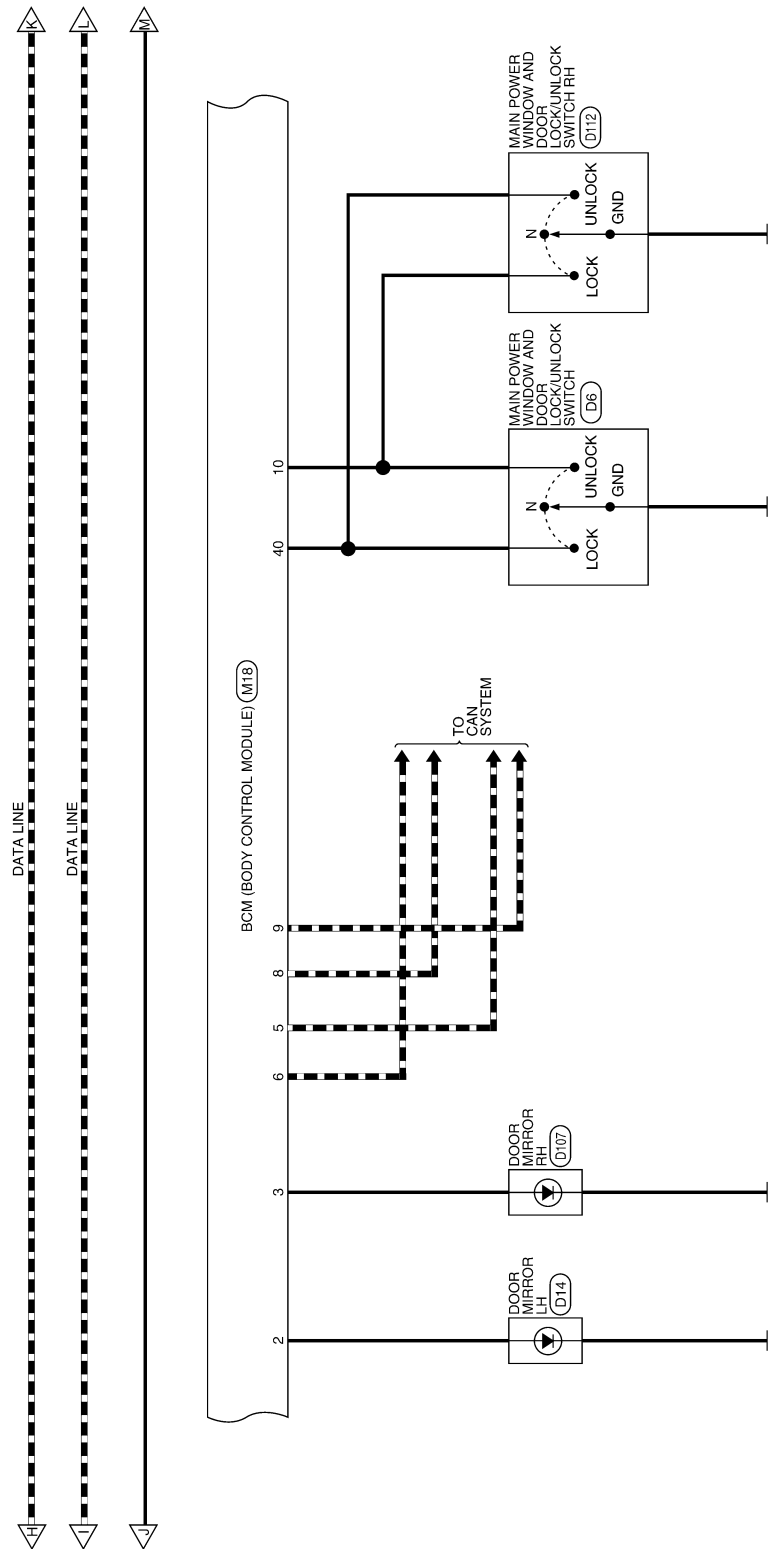 H
DATA LINE
K
I
DATA LINE
L
J
M
BCM (BODY CONTROL MODULE)
M18
2
3
6
5
8
9
40
10
TO
CAN
SYSTEM
DOOR
MIRROR
LH
D14
DOOR
MIRROR
RH
D107
MAIN POWER
WINDOW AND
DOOR
LOCK/UNLOCK
SWITCH
D6
N
LOCK
UNLOCK
GND
MAIN POWER
WINDOW AND
DOOR
LOCK/UNLOCK
SWITCH RH
D112
N
LOCK
UNLOCK
GND